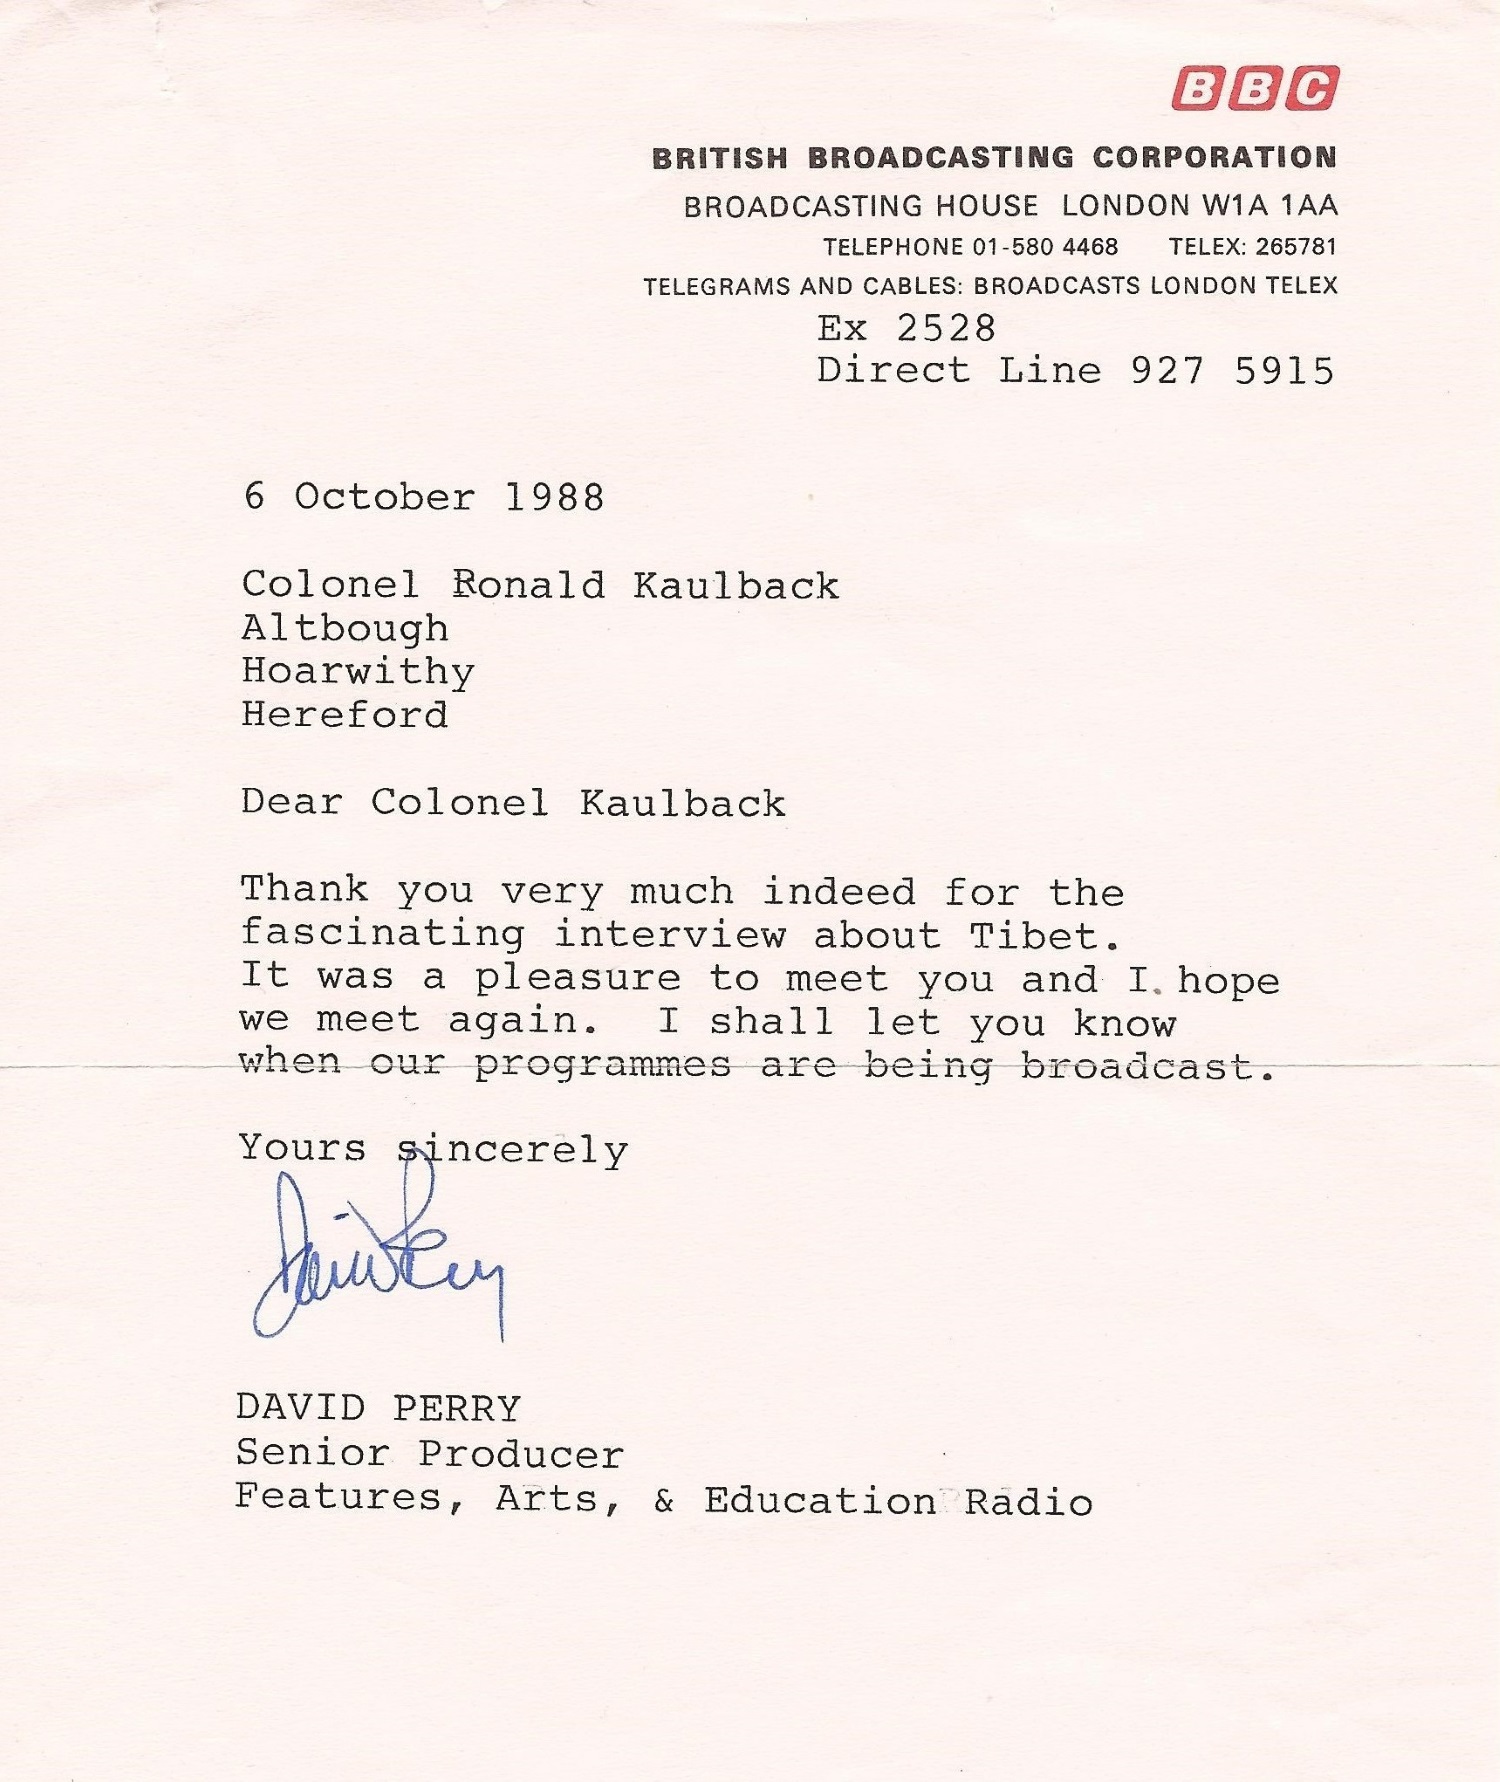 BBC
BRITISH BROADCASTING CORPORATION
BROADCASTING HOUSE LONDON W1A 1AA
TELEPHONE 01-580 4468 TELEX: 265781
TELEGRAMS AND CABLES: BROADCASTS LONDON TELEX
Ex 2528
Direct Line 927 5915
6 October 1988
Colonel Ronald Kaulback
Altbough
Hoarwithy
Hereford
Dear Colonel Kaulback
Thank you very much indeed for the
fascinating interview about Tibet.
It was a pleasure to meet you and I hope
we meet again. I shall let you know
when our programmes are being broadcast.
Yours sincerely
David Perry
DAVID PERRY
Senior Producer
Features, Arts, & Education Radio